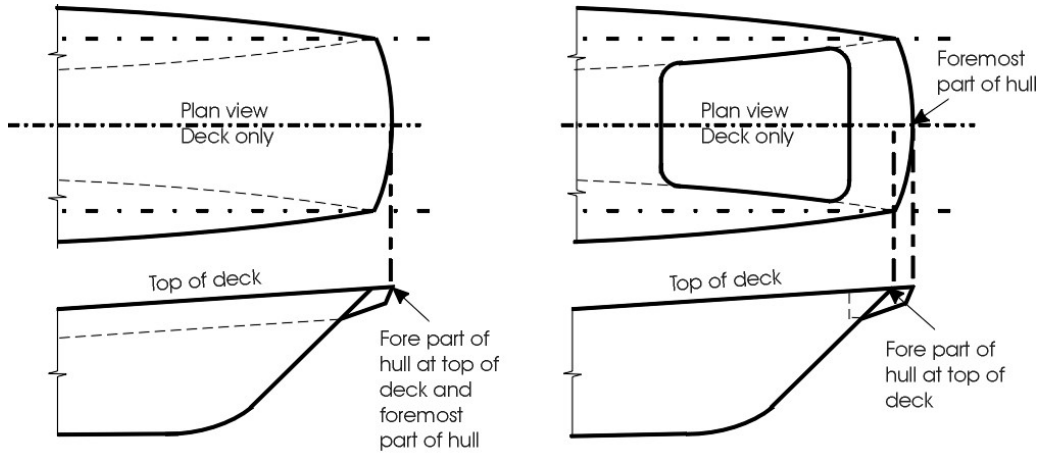 Plan view
Deck only
Top of deck
Fore part of
hull at top of
deck and
foremost
part of hull
Plan view
Deck only
Foremost
part of hull
Top of deck
Fore part of
hull at top of
deck